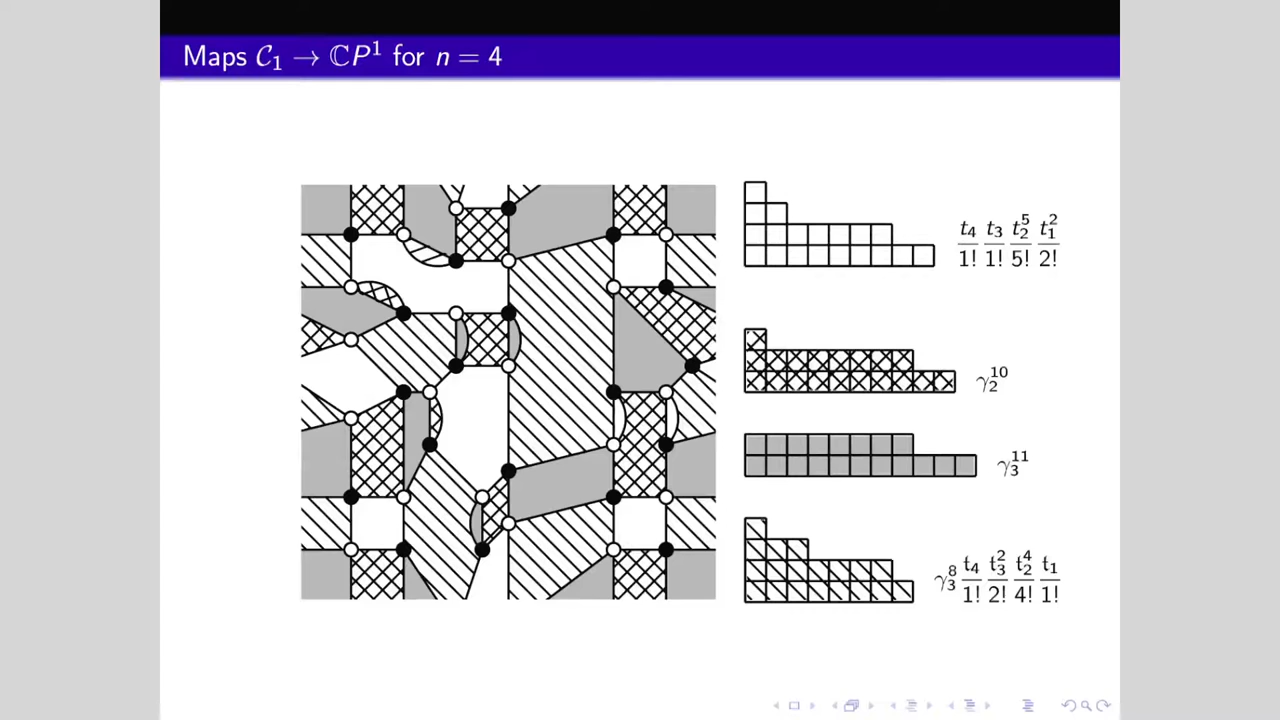 Maps 𝒞₁ → ℂP¹ for n = 4
t₄/1! t₃/1! t₂⁵/5! t₁²/2!
γ₂¹⁰
γ₃¹¹
γ₃⁸ t₄/1! t₃²/2! t₂⁴/4! t₁/1!